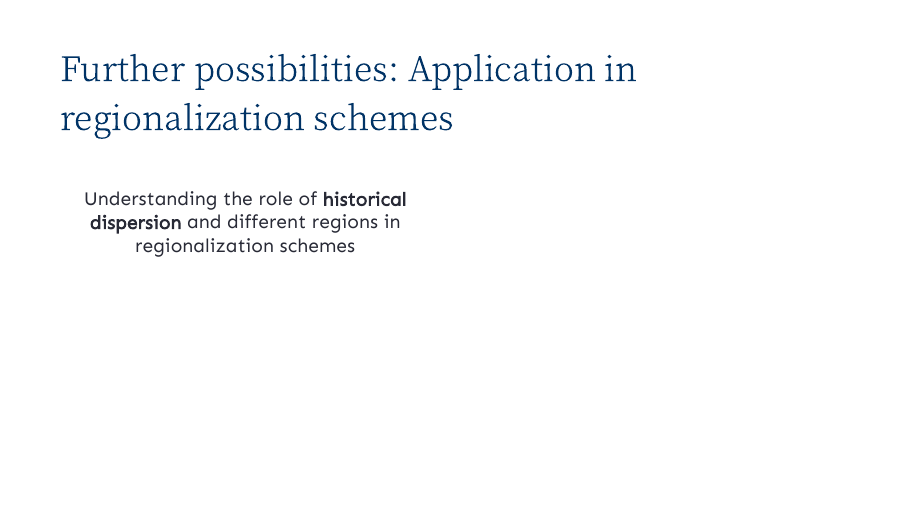 Further possibilities: Application in
regionalization schemes
Understanding the role of historical
dispersion and different regions in
regionalization schemes